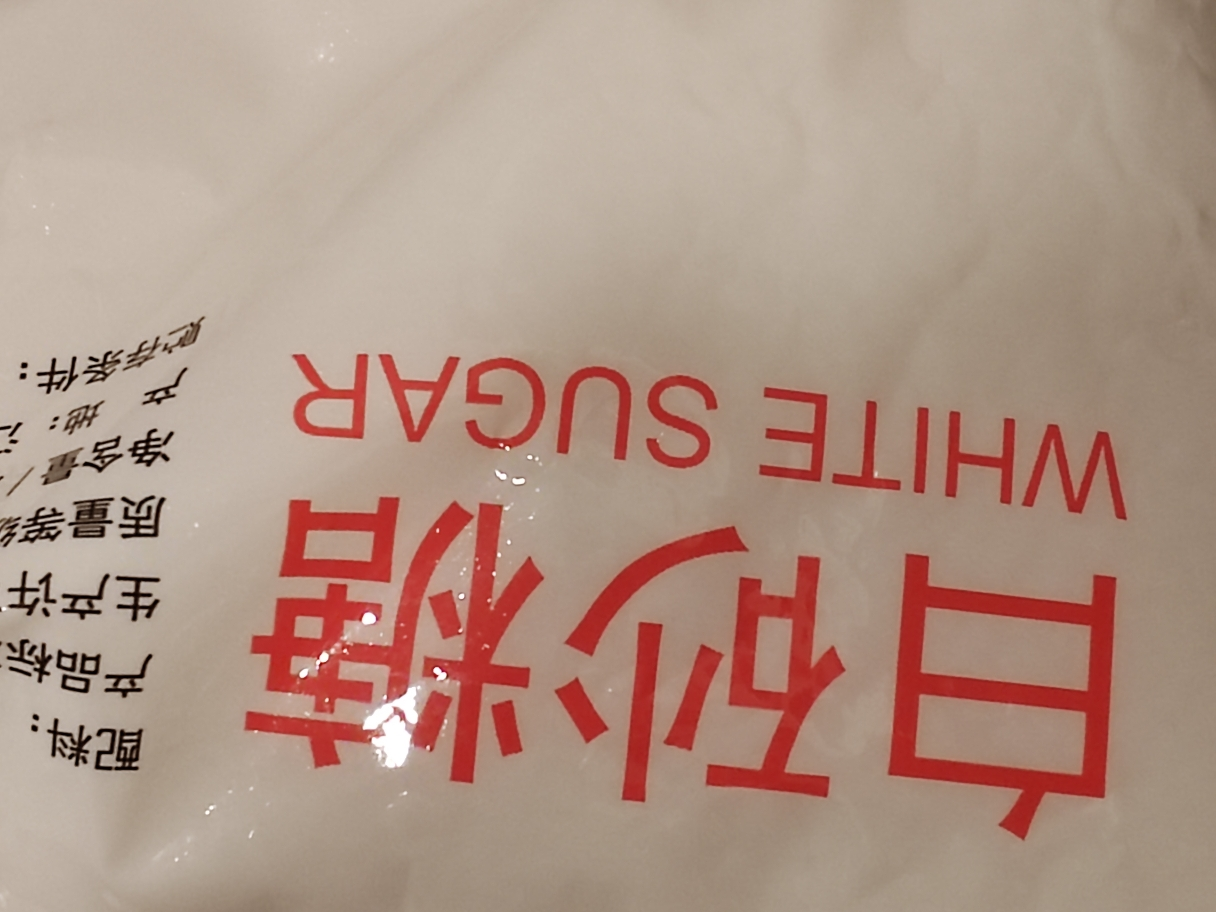 白砂糖
WHITE SUGAR
配料：
产品标
生产许
质量等级
净含量/
产 地：
贮存条件：